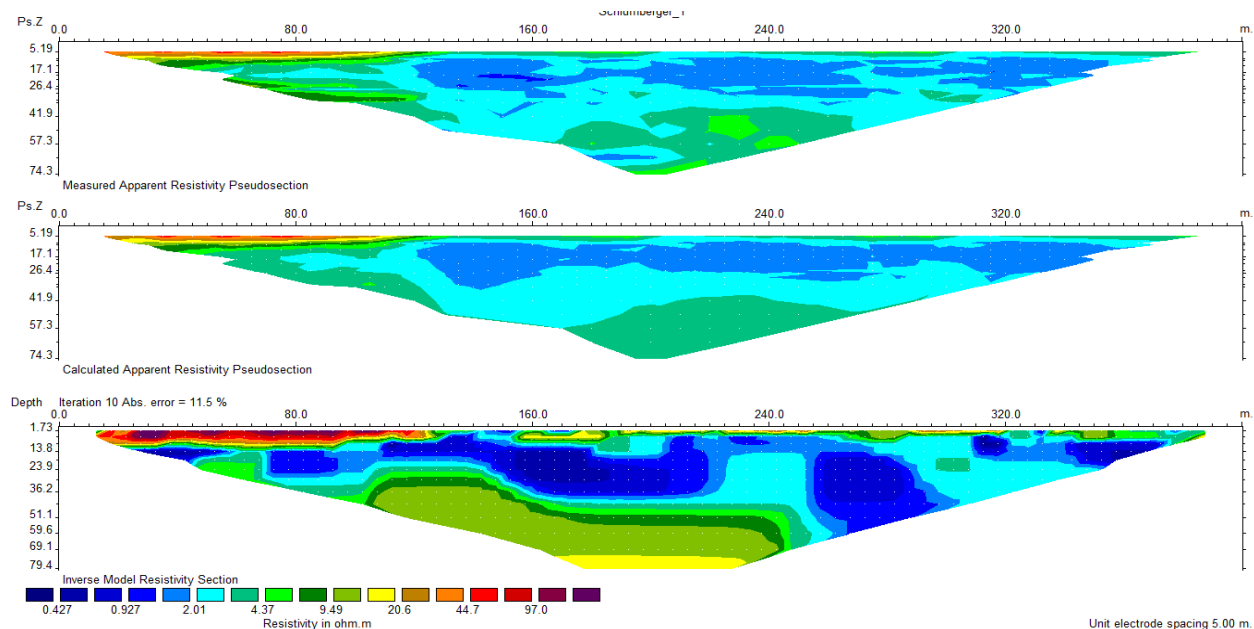 Schlumberger_1
Ps.Z 0.0 80.0 160.0 240.0 320.0 m.
5.19
17.1
26.4
41.9
57.3
74.3
Measured Apparent Resistivity Pseudosection
Ps.Z 0.0 80.0 160.0 240.0 320.0 m.
5.19
17.1
26.4
41.9
57.3
74.3
Calculated Apparent Resistivity Pseudosection
Depth Iteration 10 Abs. error = 11.5 %
0.0 80.0 160.0 240.0 320.0 m.
1.73
13.8
23.9
36.2
51.1
59.6
69.1
79.4
Inverse Model Resistivity Section
0.427 0.927 2.01 4.37 9.49 20.6 44.7 97.0
Resistivity in ohm.m Unit electrode spacing 5.00 m.